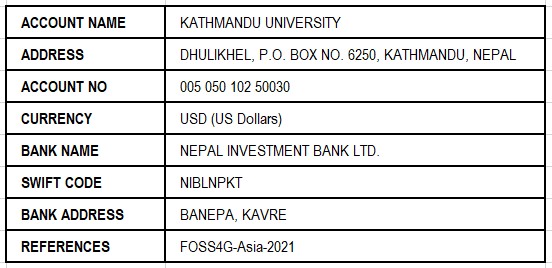 ACCOUNT NAME KATHMANDU UNIVERSITY
ADDRESS DHULIKHEL, P.O. BOX NO. 6250, KATHMANDU, NEPAL
ACCOUNT NO 005 050 102 50030
CURRENCY USD (US Dollars)
BANK NAME NEPAL INVESTMENT BANK LTD.
SWIFT CODE NIBLNPKT
BANK ADDRESS BANEPA, KAVRE
REFERENCES FOSS4G-Asia-2021